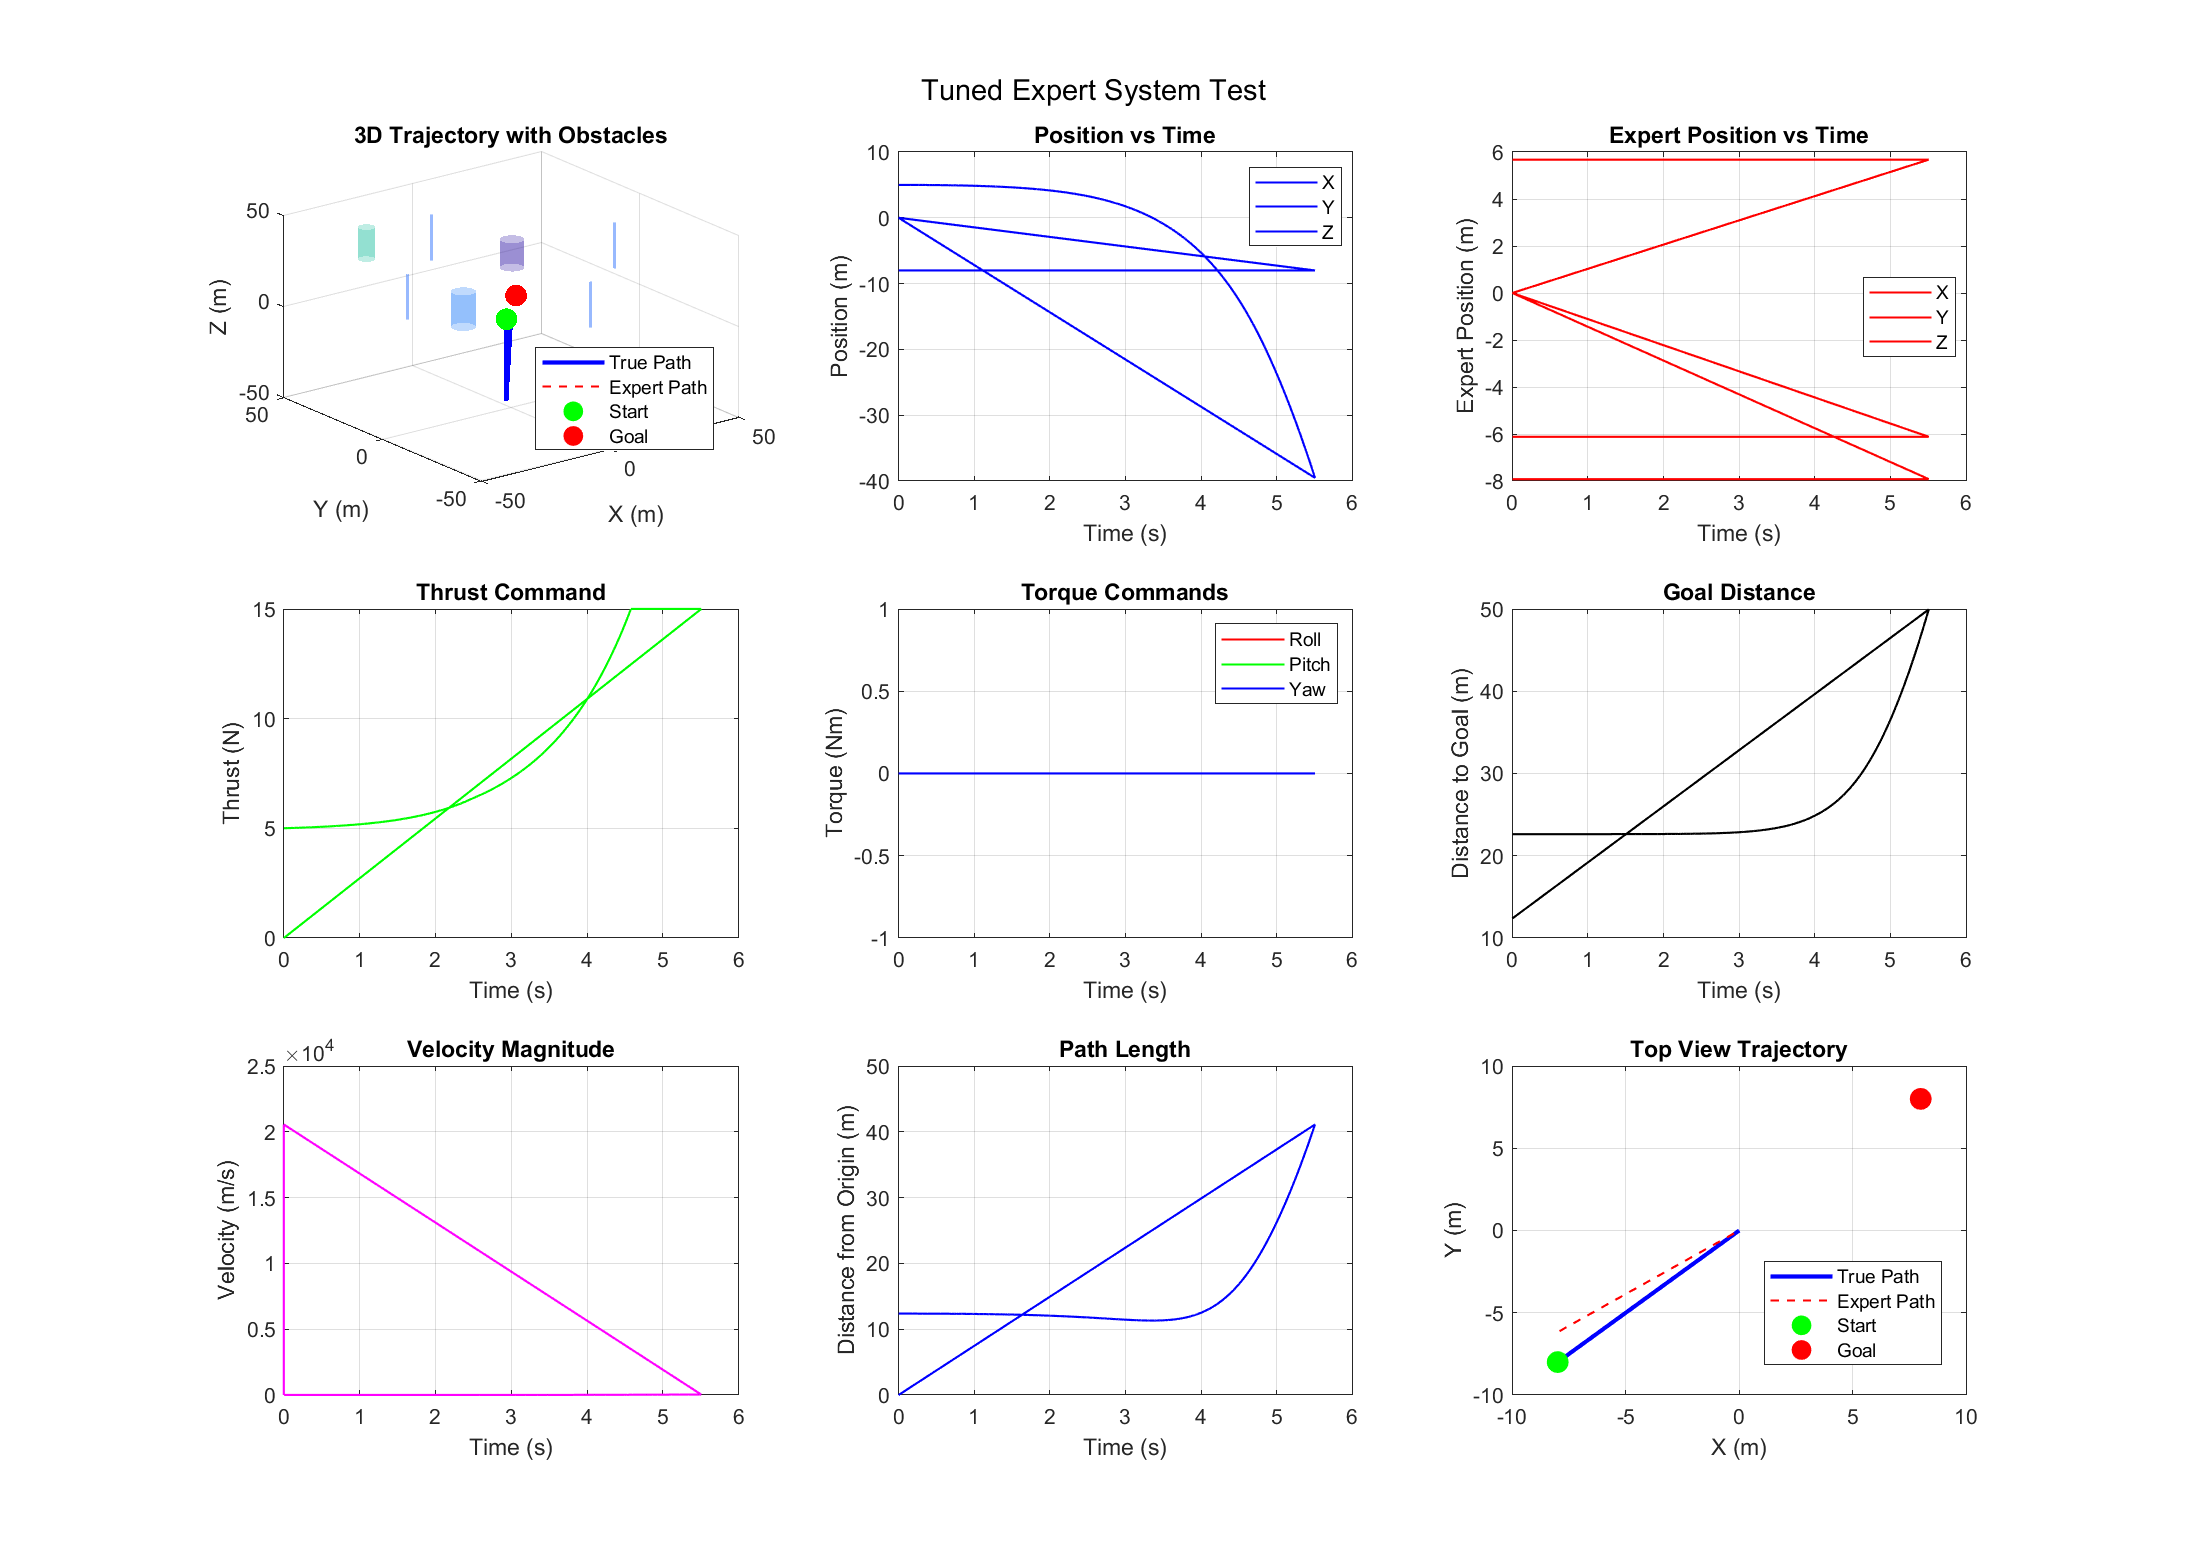 Tuned Expert System Test
3D Trajectory with Obstacles
50
0
-50
Z (m)
50
0
-50
Y (m)
-50
0
50
X (m)
True Path
Expert Path
Start
Goal
Position vs Time
10
0
-10
-20
-30
-40
Position (m)
0 1 2 3 4 5 6
Time (s)
X
Y
Z
Expert Position vs Time
6
4
2
0
-2
-4
-6
-8
Expert Position (m)
0 1 2 3 4 5 6
Time (s)
X
Y
Z
Thrust Command
15
10
5
0
Thrust (N)
0 1 2 3 4 5 6
Time (s)
Torque Commands
1
0.5
0
-0.5
-1
Torque (Nm)
0 1 2 3 4 5 6
Time (s)
Roll
Pitch
Yaw
Goal Distance
50
40
30
20
10
Distance to Goal (m)
0 1 2 3 4 5 6
Time (s)
Velocity Magnitude
×10⁴
2.5
2
1.5
1
0.5
0
Velocity (m/s)
0 1 2 3 4 5 6
Time (s)
Path Length
50
40
30
20
10
0
Distance from Origin (m)
0 1 2 3 4 5 6
Time (s)
Top View Trajectory
10
5
0
-5
-10
Y (m)
-10 -5 0 5 10
X (m)
True Path
Expert Path
Start
Goal